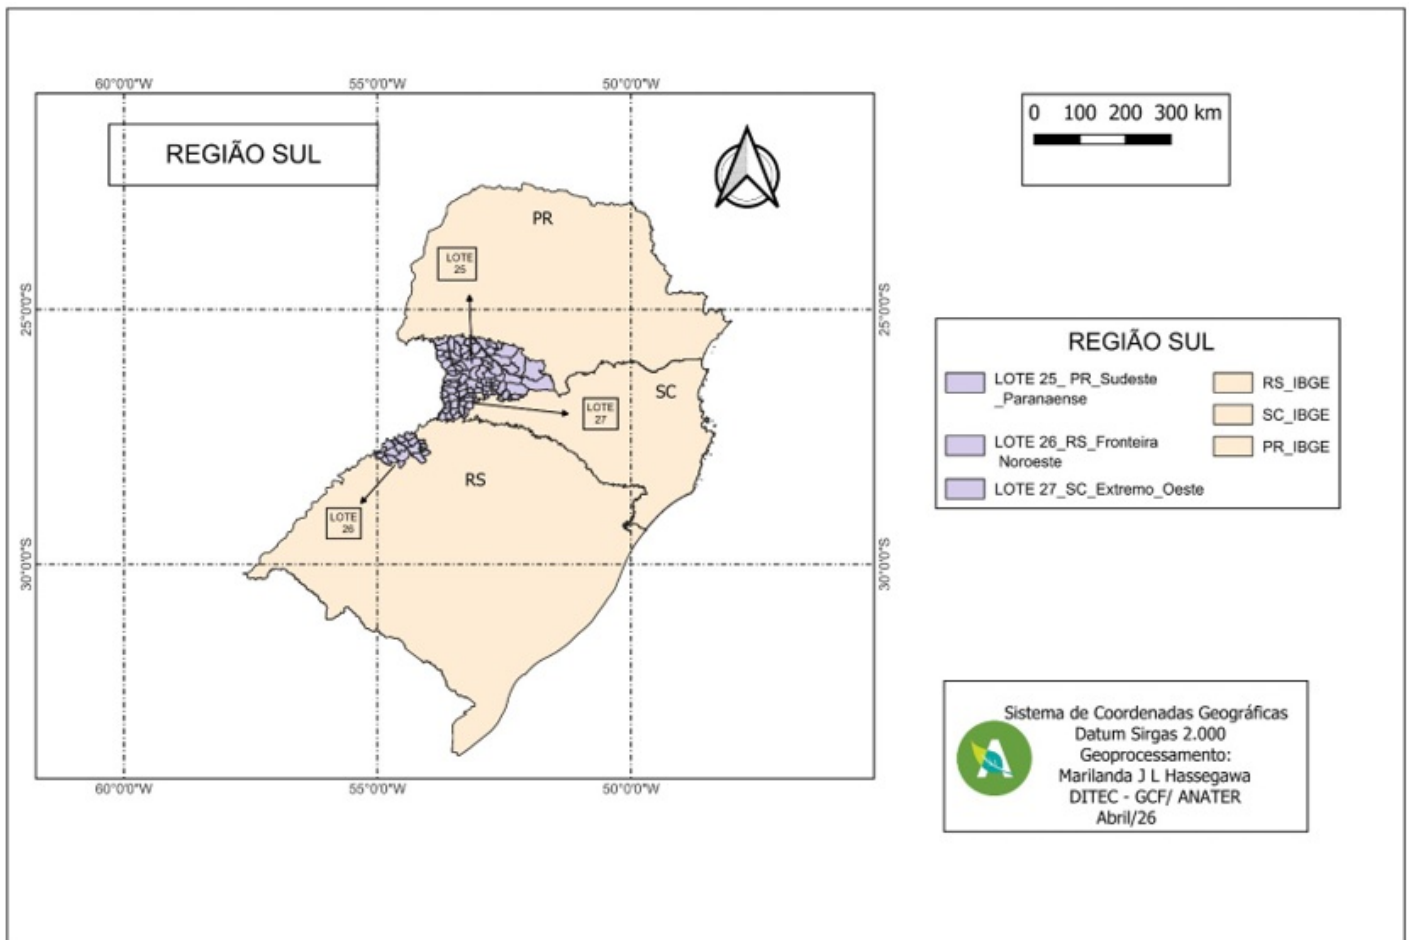 60°0'0"W 55°0'0"W 50°0'0"W
REGIÃO SUL
0 100 200 300 km
PR
LOTE
25
25°0'0"S
25°0'0"S
SC
LOTE
27
RS
LOTE
26
30°0'0"S
30°0'0"S
60°0'0"W 55°0'0"W 50°0'0"W
REGIÃO SUL
LOTE 25_ PR_Sudeste
_Paranaense
LOTE 26_RS_Fronteira
Noroeste
LOTE 27_SC_Extremo_Oeste
RS_IBGE
SC_IBGE
PR_IBGE
Sistema de Coordenadas Geográficas
Datum Sirgas 2.000
Geoprocessamento:
Marilanda J L Hassegawa
DITEC - GCF/ ANATER
Abril/26